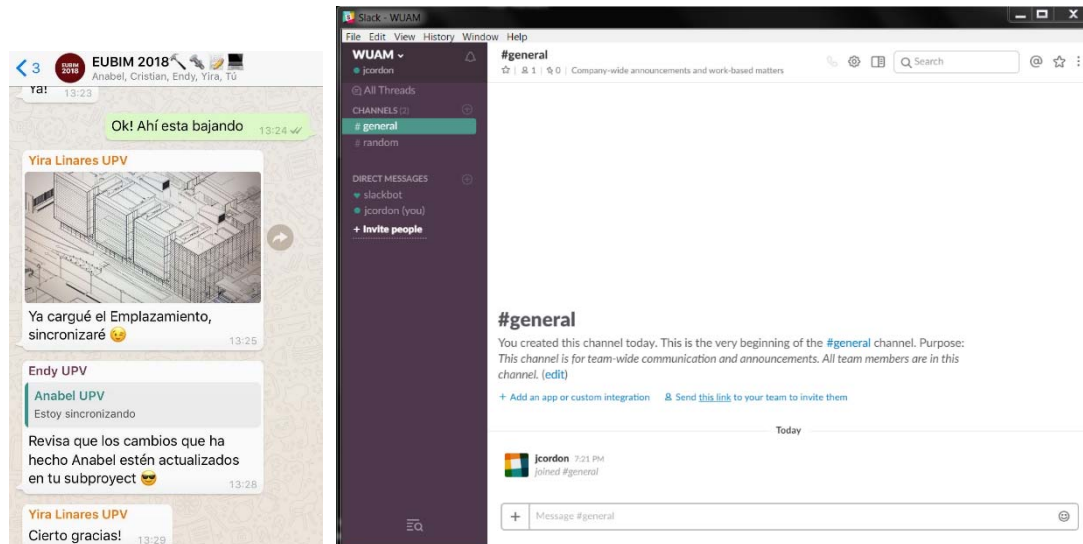 3
EUBIM 2018
EUBIM 2018
Anabel, Cristian, Endy, Yira, Tú
Ya!
13:23
Ok! Ahí esta bajando 13:24
Yira Linares UPV
Ya cargué el Emplazamiento,
sincronizaré
13:25
Endy UPV
Anabel UPV
Estoy sincronizando
Revisa que los cambios que ha
hecho Anabel estén actualizados
en tu subproyect
13:28
Yira Linares UPV
Cierto gracias! 13:29
Slack - WUAM
File Edit View History Window Help
WUAM
jcordon
All Threads
CHANNELS (2)
# general
# random
DIRECT MESSAGES
slackbot
jcordon (you)
+ Invite people
#general
1 | 0 | Company-wide announcements and work-based matters
Search
#general
You created this channel today. This is the very beginning of the #general channel. Purpose:
This channel is for team-wide communication and announcements. All team members are in this
channel. (edit)
+ Add an app or custom integration Send this link to your team to invite them
Today
jcordon 7:21 PM
joined #general
+ Message #general